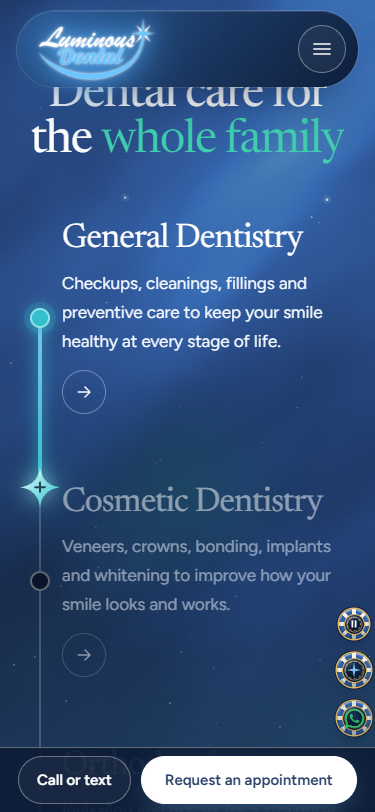 Luminous
Dental
Dental care for
the whole family
General Dentistry
Checkups, cleanings, fillings and
preventive care to keep your smile
healthy at every stage of life.
Cosmetic Dentistry
Veneers, crowns, bonding, implants
and whitening to improve how your
smile looks and works.
Call or text
Request an appointment